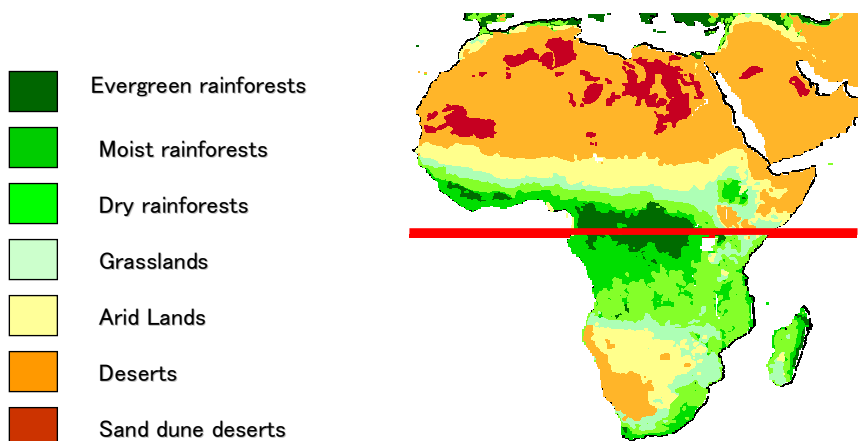 Evergreen rainforests
Moist rainforests
Dry rainforests
Grasslands
Arid Lands
Deserts
Sand dune deserts